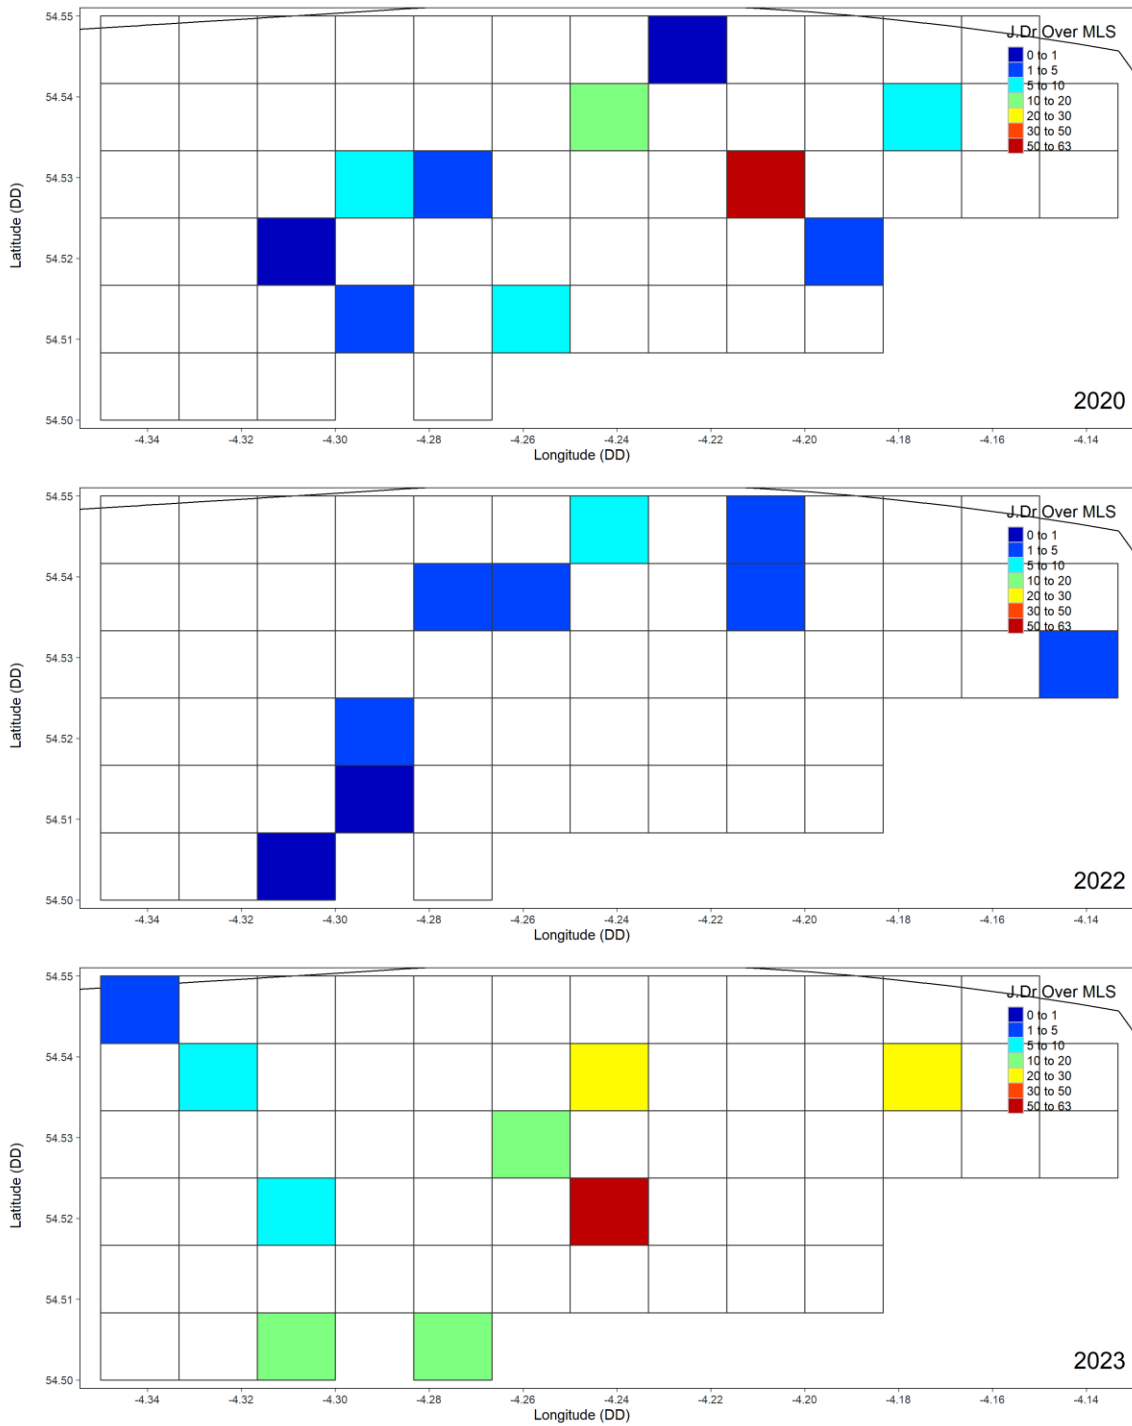 J.Dr Over MLS
0 to 1
1 to 5
5 to 10
10 to 20
20 to 30
30 to 50
50 to 63
54.55
54.54
54.53
54.52
54.51
54.50
Latitude (DD)
2020
-4.34 -4.32 -4.30 -4.28 -4.26 -4.24 -4.22 -4.20 -4.18 -4.16 -4.14
Longitude (DD)
J.Dr Over MLS
0 to 1
1 to 5
5 to 10
10 to 20
20 to 30
30 to 50
50 to 63
54.55
54.54
54.53
54.52
54.51
54.50
Latitude (DD)
2022
-4.34 -4.32 -4.30 -4.28 -4.26 -4.24 -4.22 -4.20 -4.18 -4.16 -4.14
Longitude (DD)
J.Dr Over MLS
0 to 1
1 to 5
5 to 10
10 to 20
20 to 30
30 to 50
50 to 63
54.55
54.54
54.53
54.52
54.51
54.50
Latitude (DD)
2023
-4.34 -4.32 -4.30 -4.28 -4.26 -4.24 -4.22 -4.20 -4.18 -4.16 -4.14
Longitude (DD)